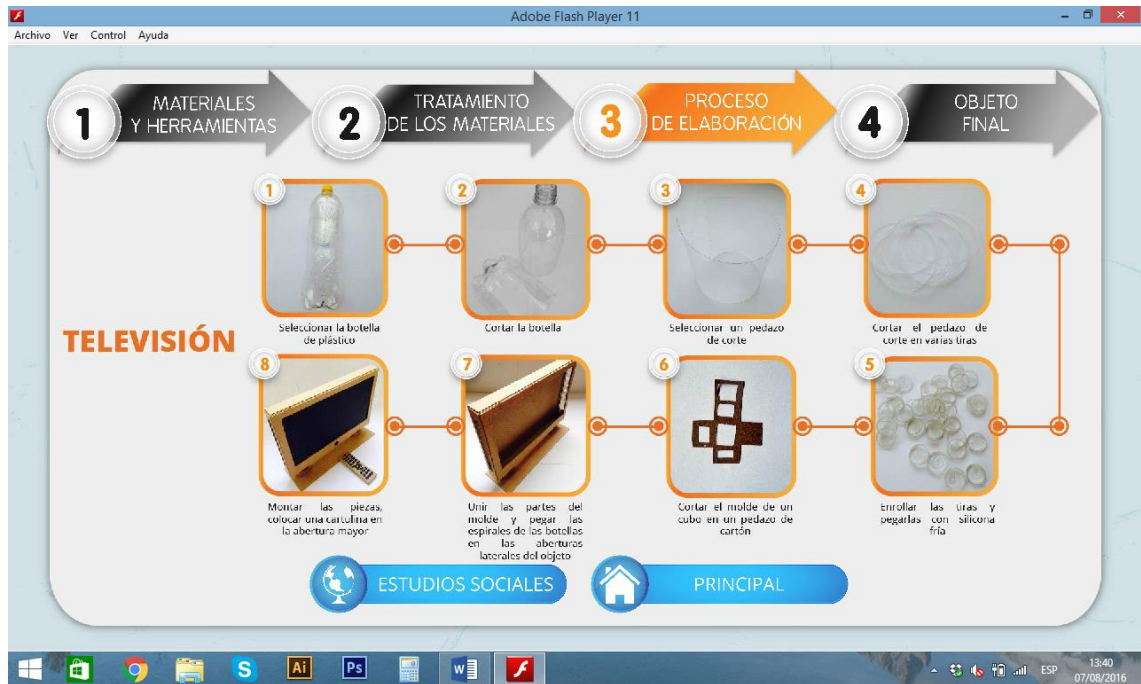 Adobe Flash Player 11
Archivo Ver Control Ayuda
1 MATERIALES
Y HERRAMIENTAS
2 TRATAMIENTO
DE LOS MATERIALES
3 PROCESO
DE ELABORACIÓN
4 OBJETO
FINAL
TELEVISIÓN
1
Seleccionar la botella
de plástico
2
Cortar la botella
3
Seleccionar un pedazo
de corte
4
Cortar el pedazo de
corte en varias tiras
5
Enrollar las tiras y
pegarlas con silicona
fría
6
Cortar el molde de un
cubo en un pedazo de
cartón
7
Unir las partes del
molde y pegar las
espirales de las botellas
en las aberturas
laterales del objeto
8
Montar las piezas,
colocar una cartulina en
la abertura mayor
ESTUDIOS SOCIALES
PRINCIPAL
S
Ai
Ps
W
ESP
13:40
07/08/2016